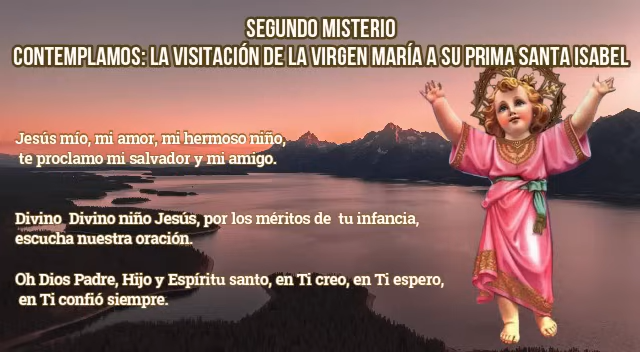 SEGUNDO MISTERIO
CONTEMPLAMOS: LA VISITACIÓN DE LA VIRGEN MARÍA A SU PRIMA SANTA ISABEL
Jesús mío, mi amor, mi hermoso niño,
te proclamo mi salvador y mi amigo.
Divino Divino niño Jesús, por los méritos de tu infancia,
escucha nuestra oración.
Oh Dios Padre, Hijo y Espíritu santo, en Ti creo, en Ti espero,
en Ti confió siempre.